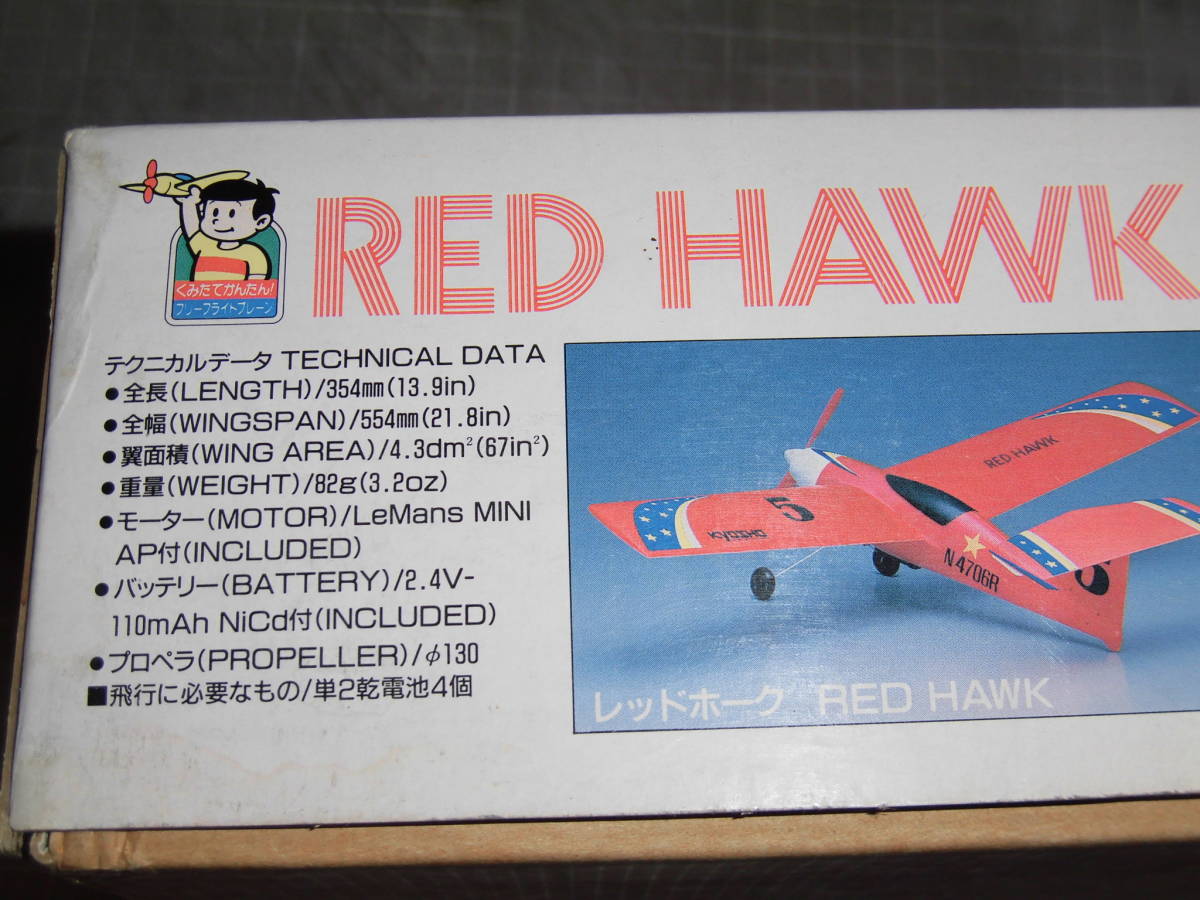 RED HAWK
くみたてかんたん!
フリーフライトプレーン
テクニカルデータ TECHNICAL DATA
●全長(LENGTH)/354mm(13.9in)
●全幅(WINGSPAN)/554mm(21.8in)
●翼面積(WING AREA)/4.3dm²(67in²)
●重量(WEIGHT)/82g(3.2oz)
●モーター(MOTOR)/LeMans MINI
AP付(INCLUDED)
●バッテリー(BATTERY)/2.4V-
110mAh NiCd付(INCLUDED)
●プロペラ(PROPELLER)/φ130
■飛行に必要なもの/単2乾電池4個
RED HAWK
5
KYOSHO
N4706R
5
レッドホーク RED HAWK